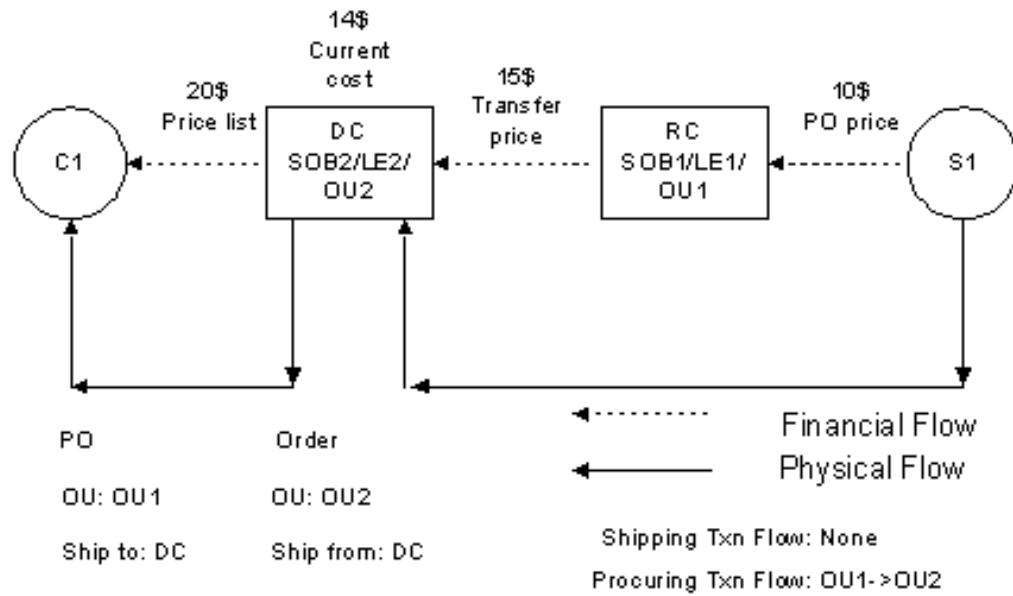 14$
Current
cost
20$
Price list
15$
Transfer
price
10$
PO price
C1
DC
SOB2/LE2/
OU2
RC
SOB1/LE1/
OU1
S1
PO
Order
OU: OU1
OU: OU2
Ship to: DC
Ship from: DC
Financial Flow
Physical Flow
Shipping Txn Flow: None
Procuring Txn Flow: OU1->OU2